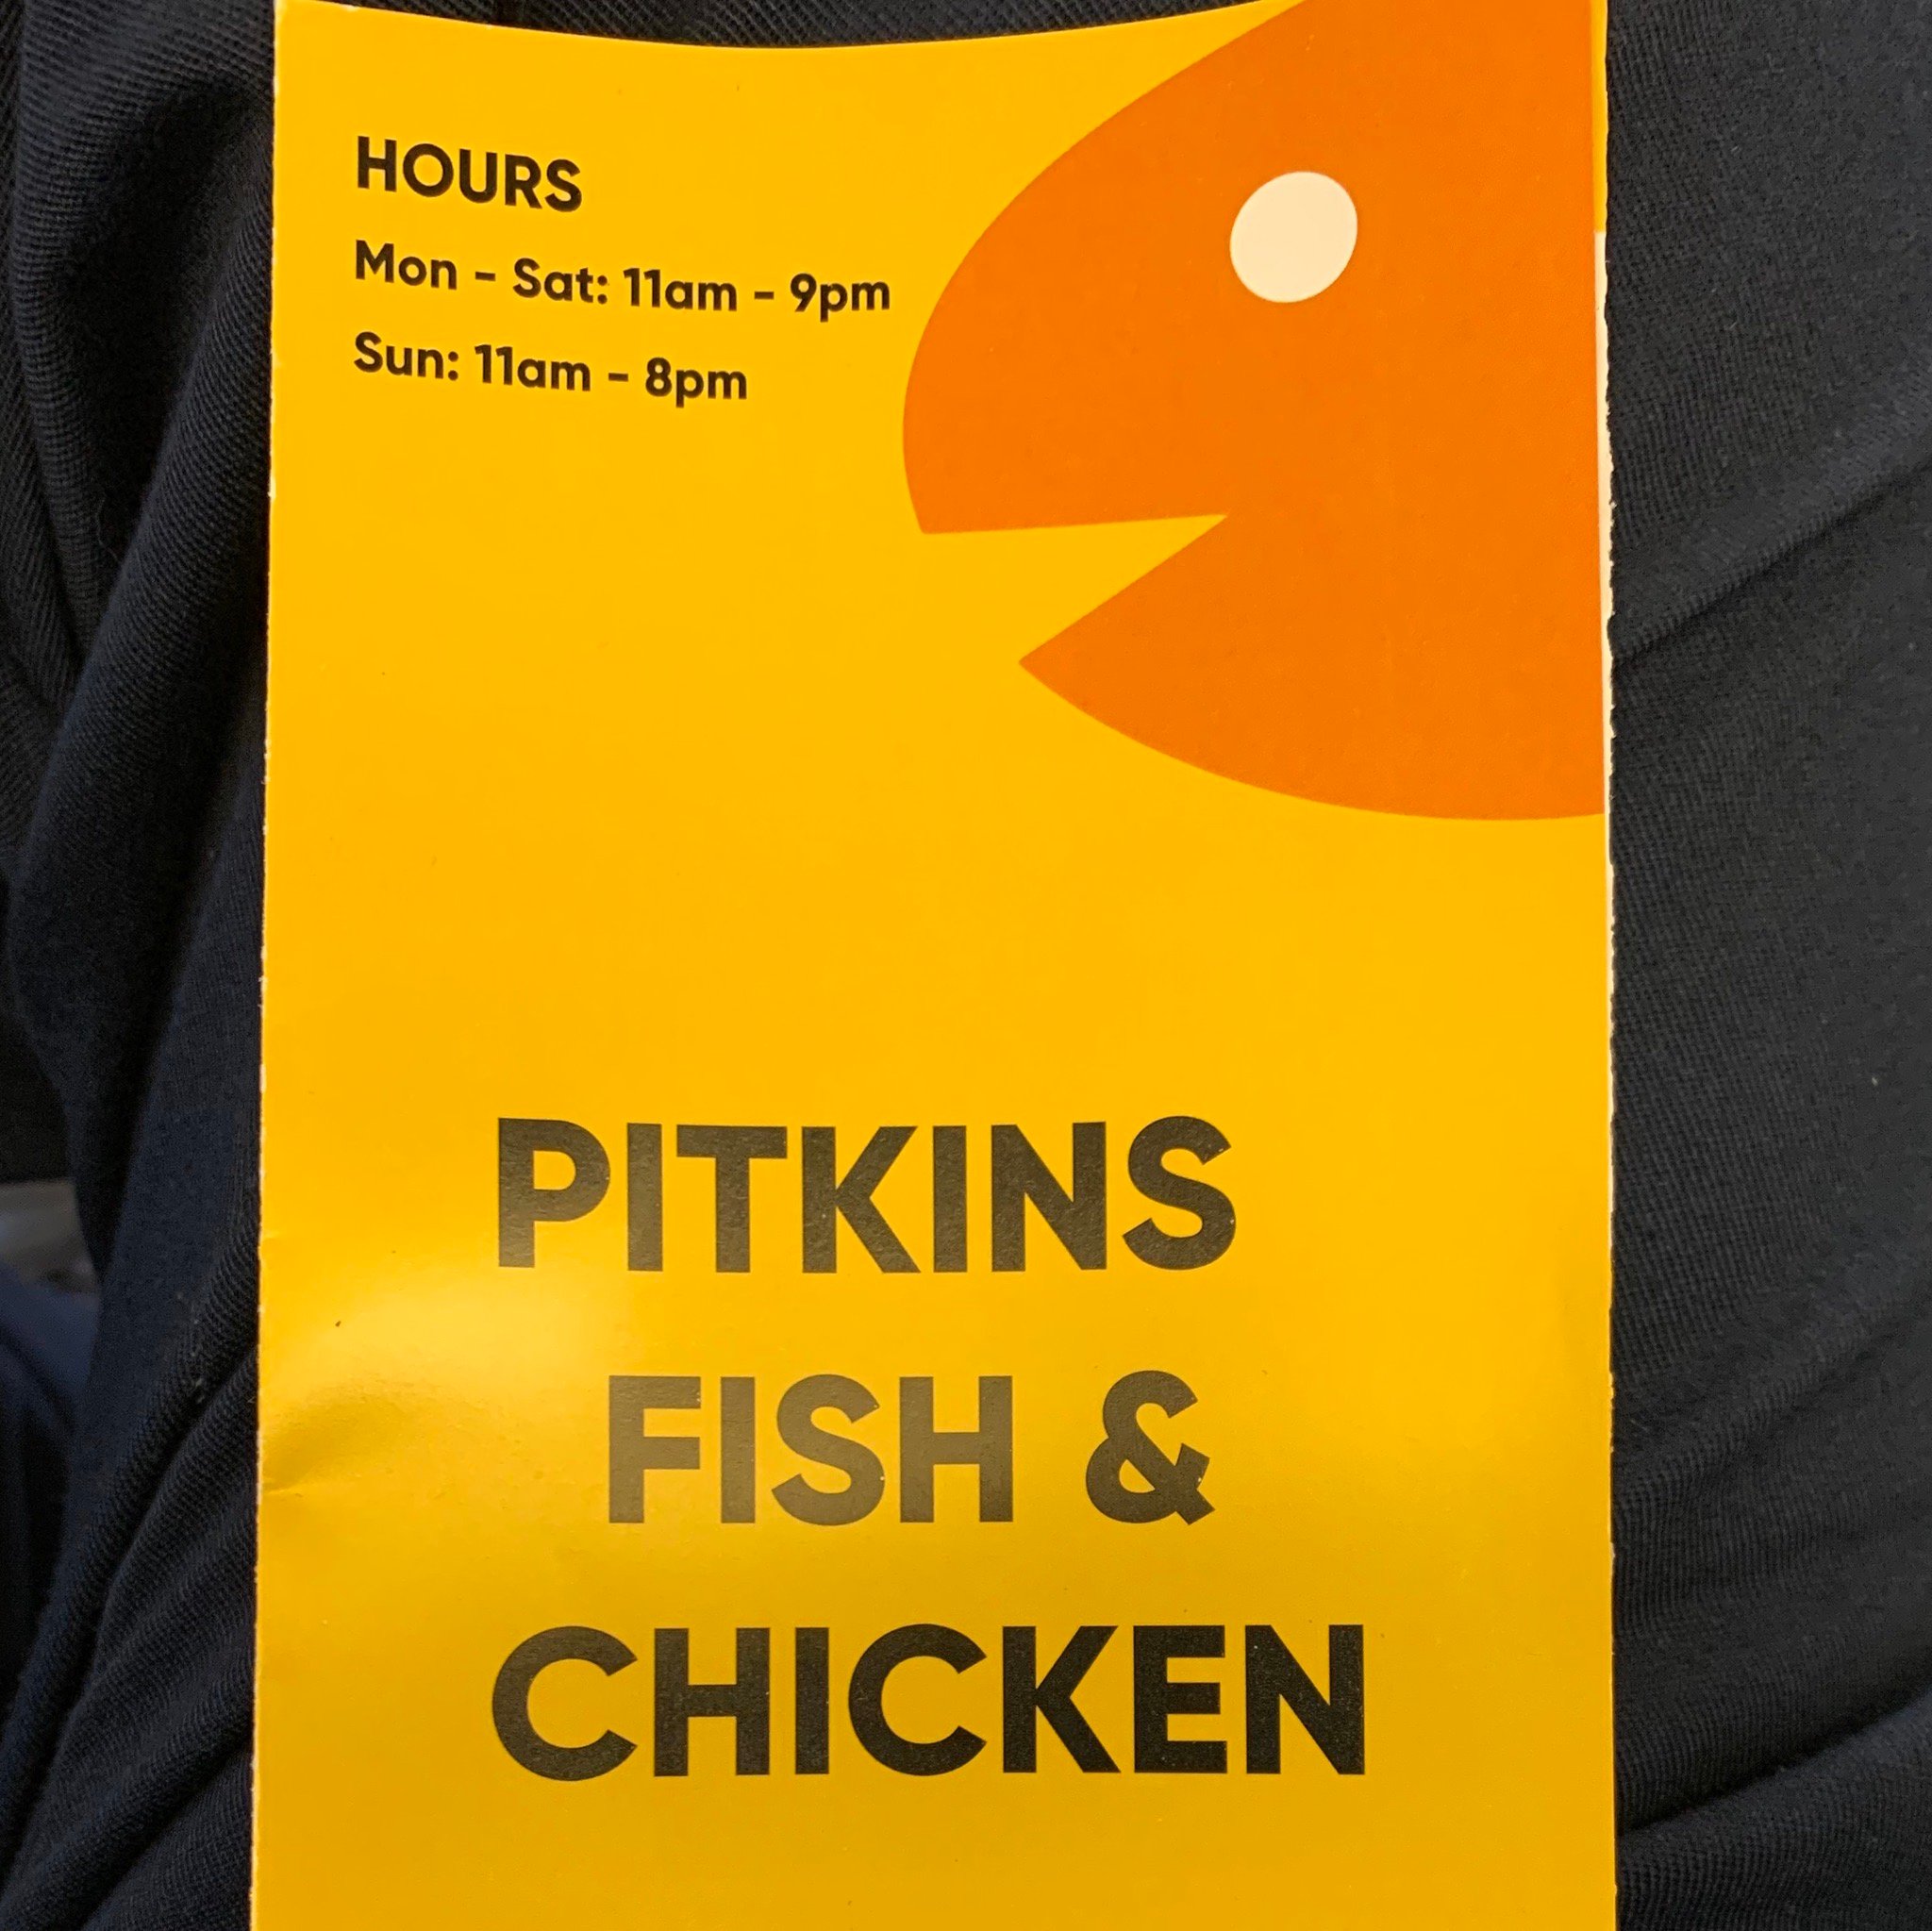 HOURS
Mon - Sat: 11am - 9pm
Sun: 11am - 8pm
PITKINS
FISH &
CHICKEN